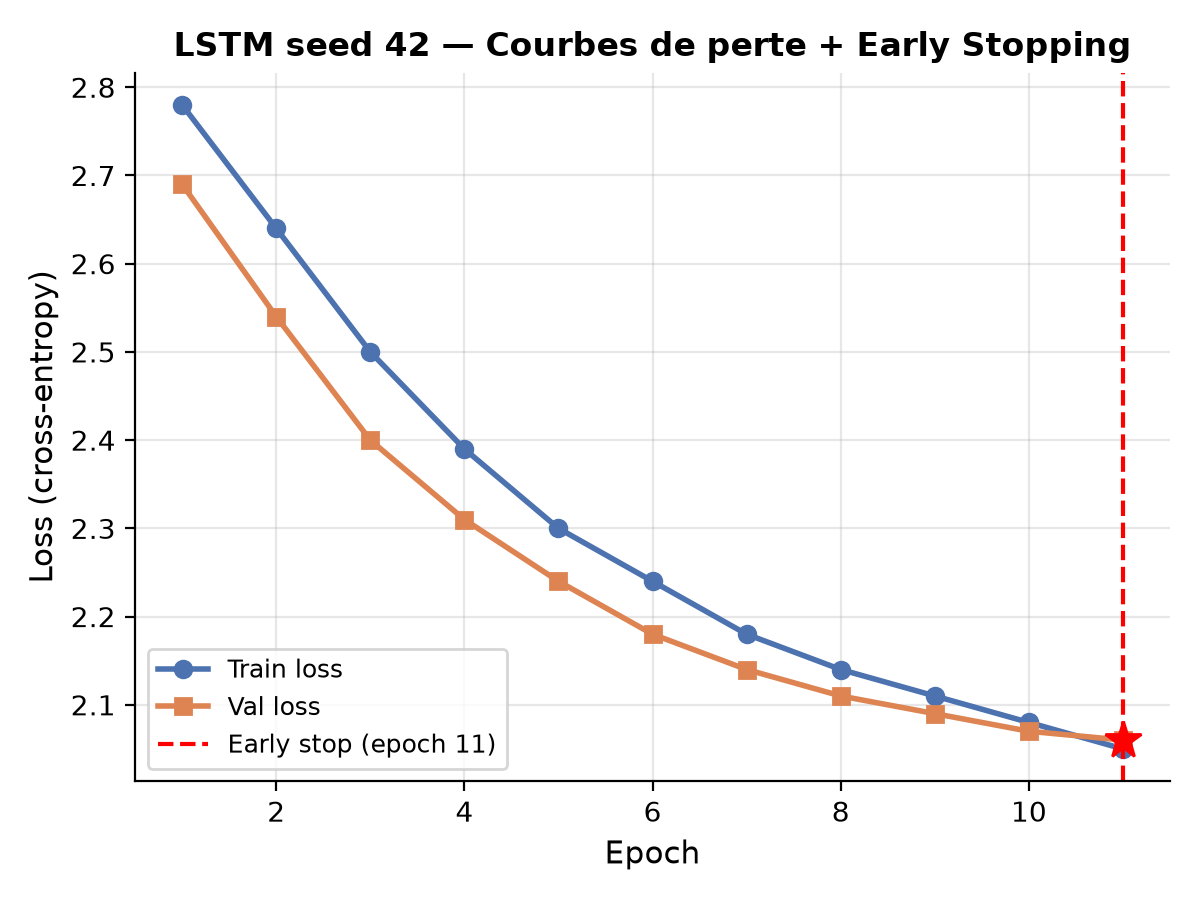 LSTM seed 42 — Courbes de perte + Early Stopping
Loss (cross-entropy)
2.8
2.7
2.6
2.5
2.4
2.3
2.2
2.1
Train loss
Val loss
Early stop (epoch 11)
2 4 6 8 10
Epoch